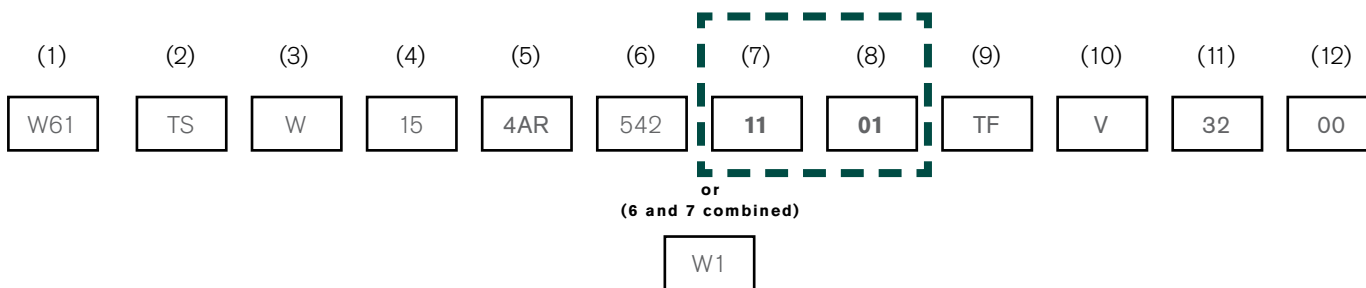 (1) (2) (3) (4) (5) (6) (7) (8) (9) (10) (11) (12)
W61 TS W 15 4AR 542 11 01 TF V 32 00
or
(6 and 7 combined)
W1